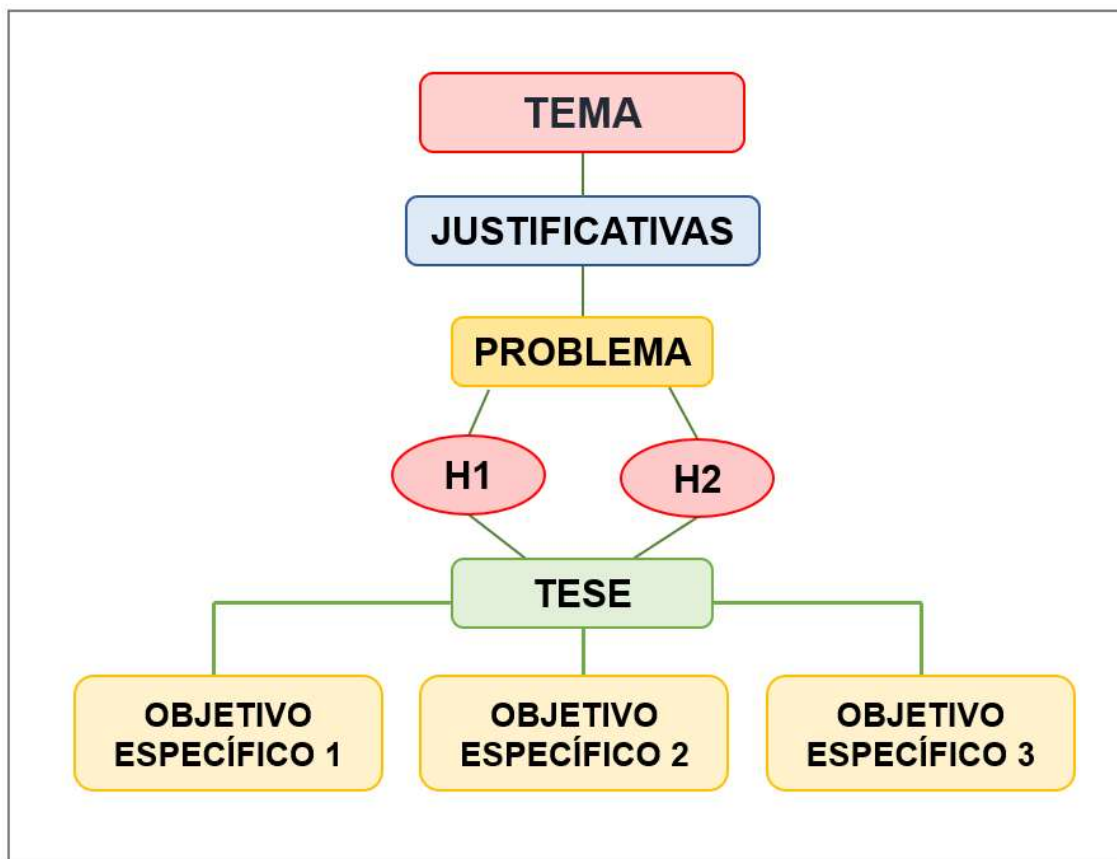 TEMA
JUSTIFICATIVAS
PROBLEMA
H1
H2
TESE
OBJETIVO
ESPECÍFICO 1
OBJETIVO
ESPECÍFICO 2
OBJETIVO
ESPECÍFICO 3